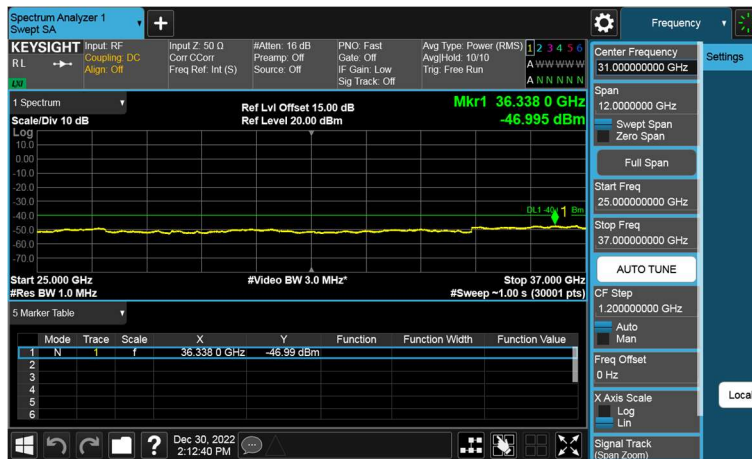 Spectrum Analyzer 1
Swept SA
Frequency
KEYSIGHT
RL
LXI
Input: RF
Coupling: DC
Align: Off
Input Z: 50 Ω
Corr CCorr
Freq Ref: Int (S)
#Atten: 16 dB
Preamp: Off
Source: Off
PNO: Fast
Gate: Off
IF Gain: Low
Sig Track: Off
Avg Type: Power (RMS)
Avg|Hold: 10/10
Trig: Free Run
1 2 3 4 5 6
A W W W W W
A N N N N N
1 Spectrum
Scale/Div 10 dB
Ref Lvl Offset 15.00 dB
Ref Level 20.00 dBm
Mkr1 36.338 0 GHz
-46.995 dBm
Log
10.0
0.00
-10.0
-20.0
-30.0
-40.0
-50.0
-60.0
-70.0
1
Start 25.000 GHz
#Res BW 1.0 MHz
#Video BW 3.0 MHz*
Stop 37.000 GHz
#Sweep ~1.00 s (30001 pts)
5 Marker Table
Mode Trace Scale X Y Function Function Width Function Value
1 N 1 f 36.338 0 GHz -46.99 dBm
2
3
4
5
6
Dec 30, 2022
2:12:40 PM
Center Frequency
31.000000000 GHz
Settings
Span
12.0000000 GHz
Swept Span
Zero Span
Full Span
Start Freq
25.000000000 GHz
Stop Freq
37.000000000 GHz
AUTO TUNE
CF Step
1.200000000 GHz
Auto
Man
Freq Offset
0 Hz
X Axis Scale
Log
Lin
Local
Signal Track
(Span Zoom)